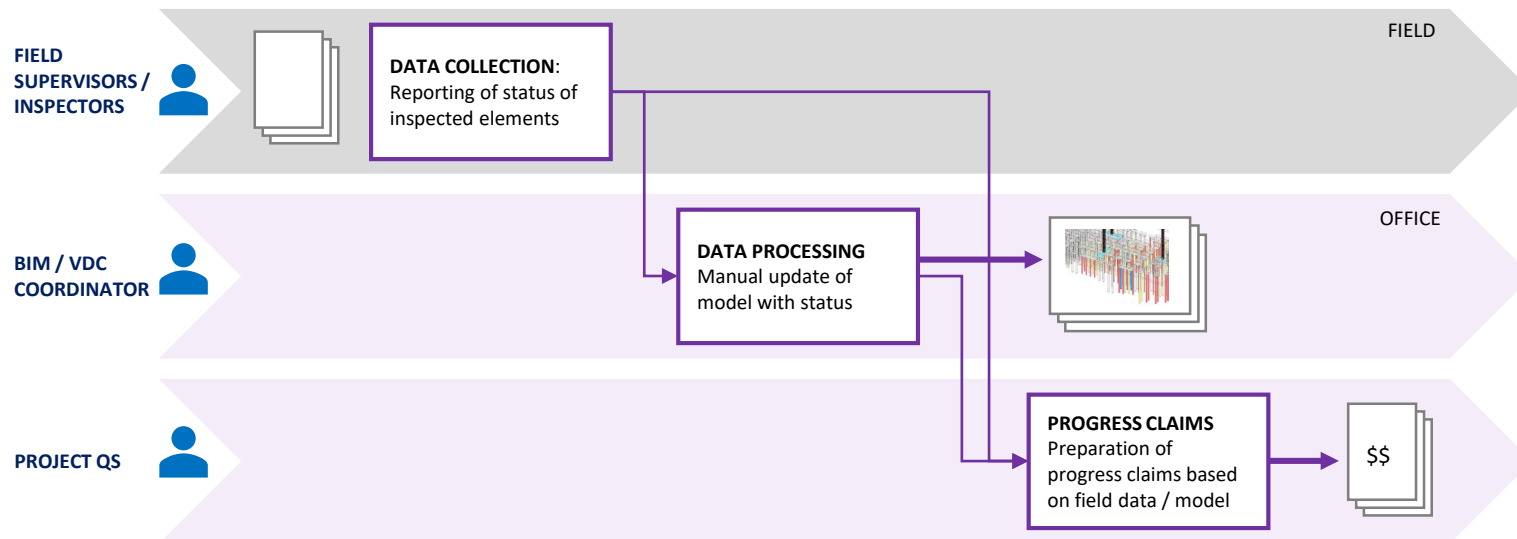 FIELD
FIELD
SUPERVISORS /
INSPECTORS
DATA COLLECTION:
Reporting of status of
inspected elements
OFFICE
BIM / VDC
COORDINATOR
DATA PROCESSING
Manual update of
model with status
PROJECT QS
PROGRESS CLAIMS
Preparation of
progress claims based
on field data / model
$$